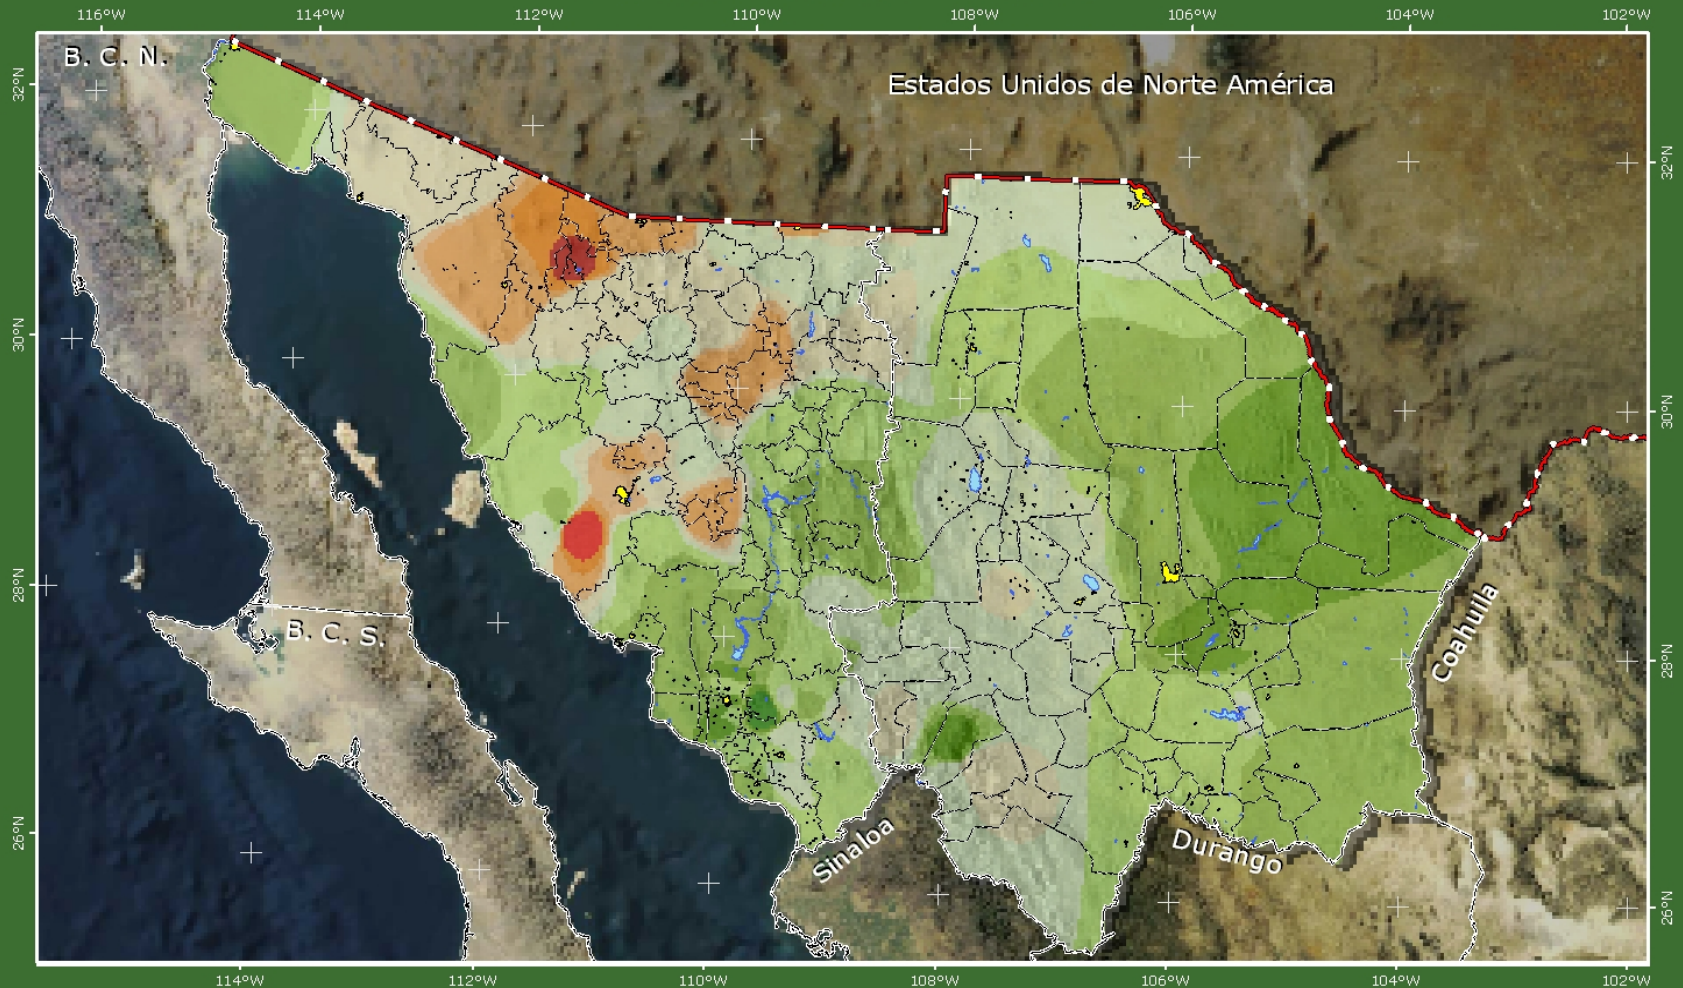 116°W 114°W 112°W 110°W 108°W 106°W 104°W 102°W
B. C. N.
Estados Unidos de Norte América
32°N
32°N
30°N
30°N
28°N
28°N
B. C. S.
Coahuila
26°N
Sinaloa
Durango
26°N
114°W 112°W 110°W 108°W 106°W 104°W 102°W